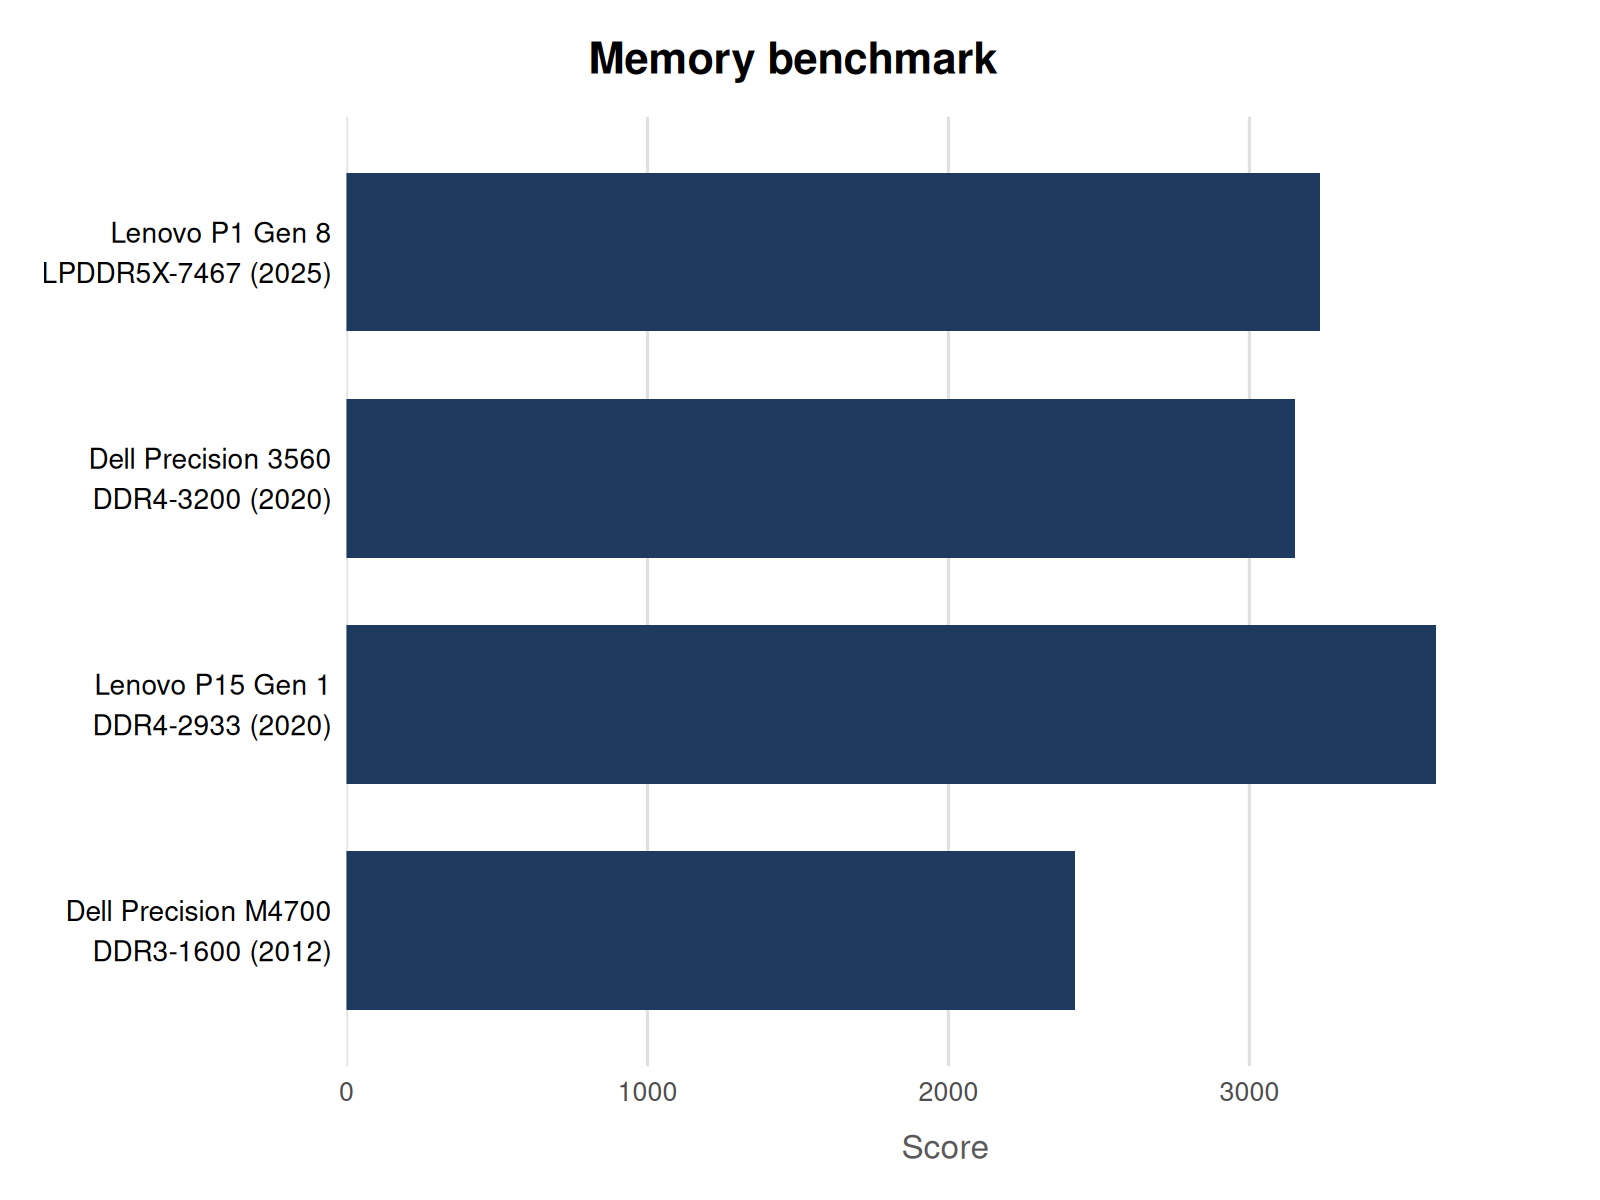 Memory benchmark
Lenovo P1 Gen 8
LPDDR5X-7467 (2025)
Dell Precision 3560
DDR4-3200 (2020)
Lenovo P15 Gen 1
DDR4-2933 (2020)
Dell Precision M4700
DDR3-1600 (2012)
0 1000 2000 3000
Score